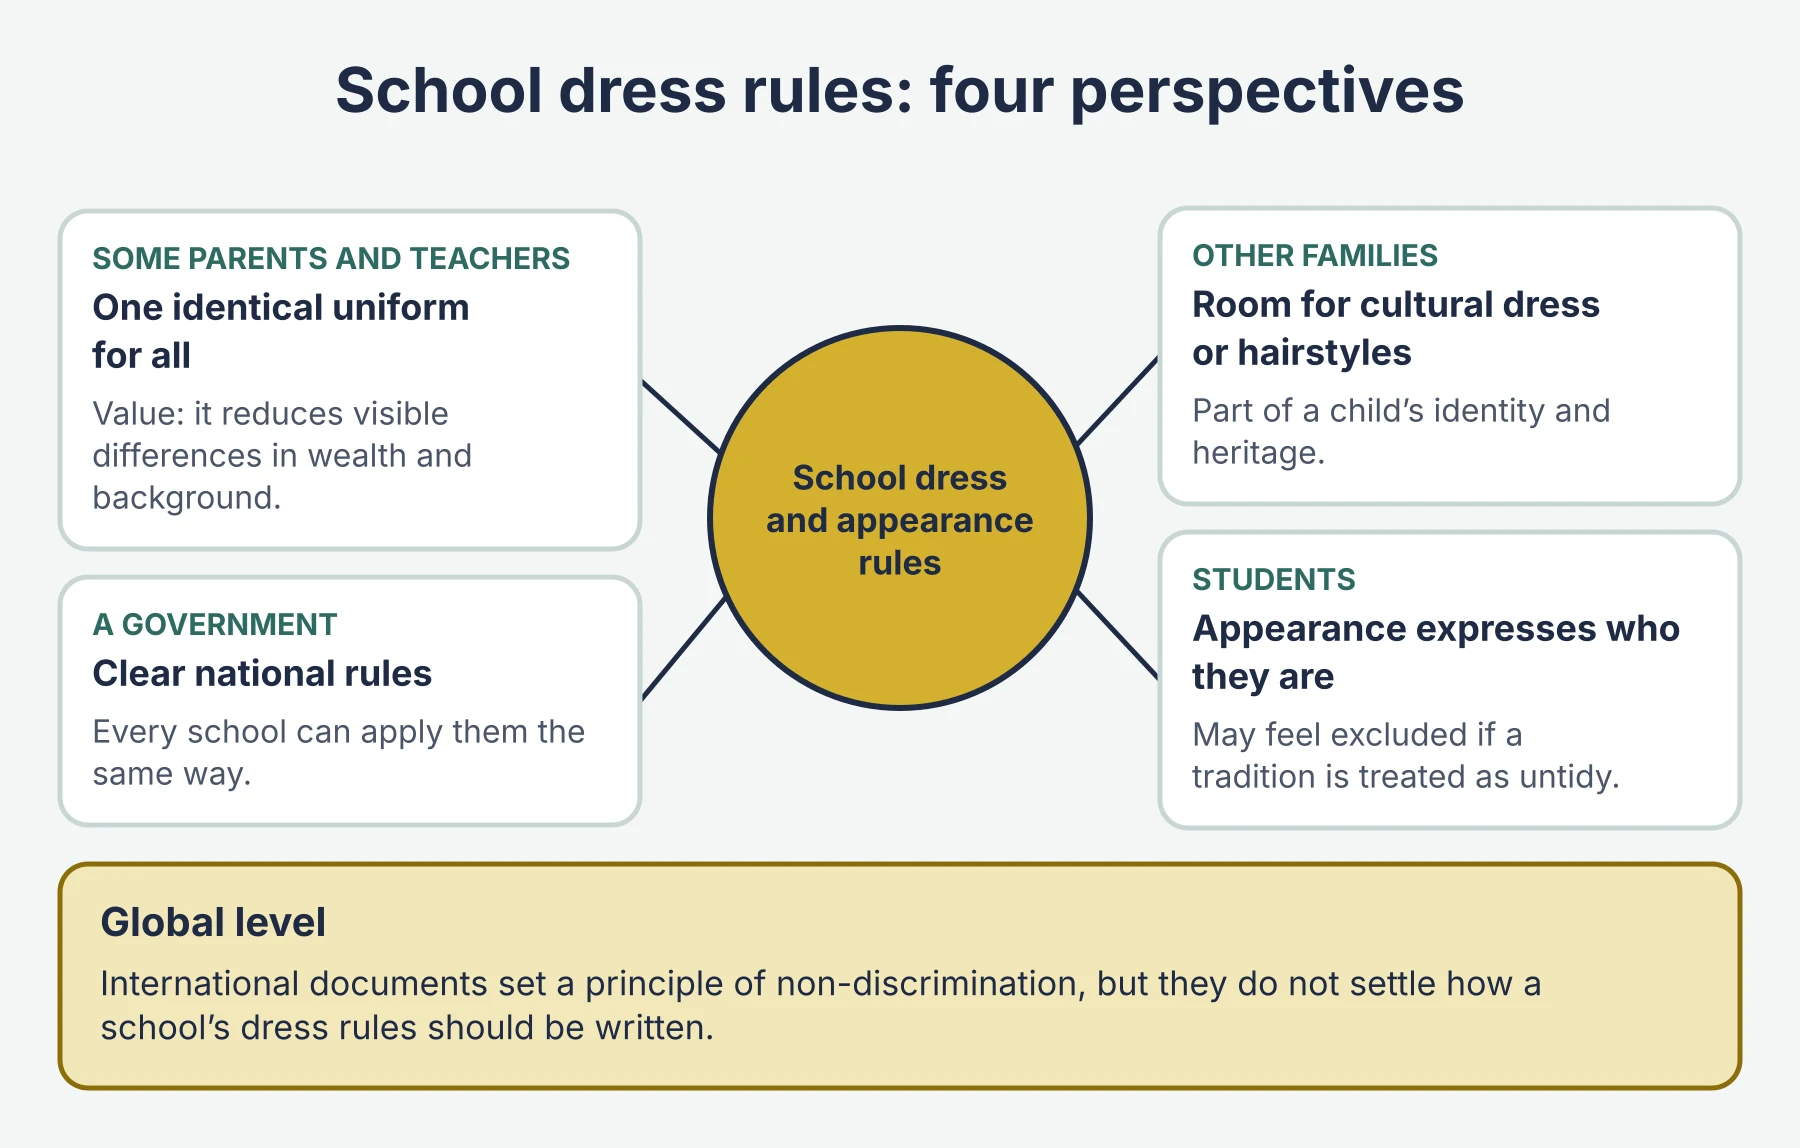 School dress rules: four perspectives
SOME PARENTS AND TEACHERS
One identical uniform
for all
Value: it reduces visible
differences in wealth and
background.
A GOVERNMENT
Clear national rules
Every school can apply them the
same way.
School dress
and appearance
rules
OTHER FAMILIES
Room for cultural dress
or hairstyles
Part of a child’s identity and
heritage.
STUDENTS
Appearance expresses who
they are
May feel excluded if a
tradition is treated as untidy.
Global level
International documents set a principle of non-discrimination, but they do not settle how a
school’s dress rules should be written.